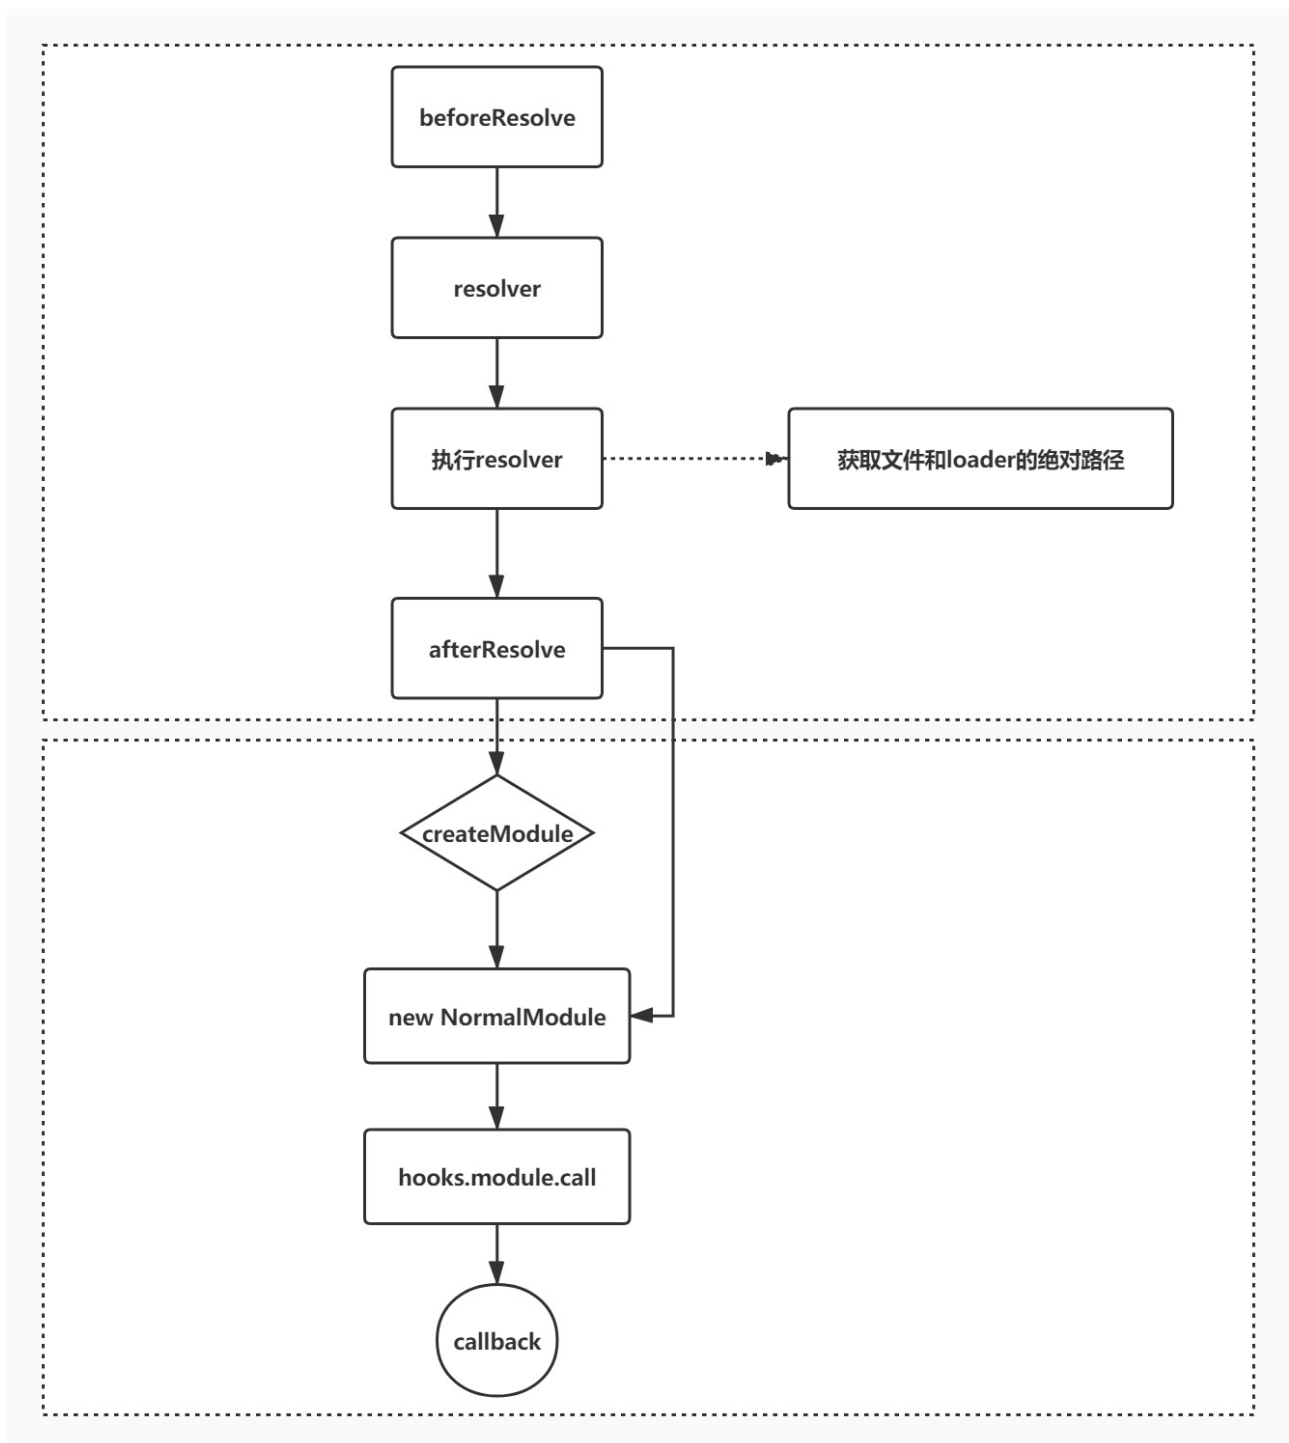 beforeResolve
resolver
执行resolver
获取文件和loader的绝对路径
afterResolve
createModule
new NormalModule
hooks.module.call
callback